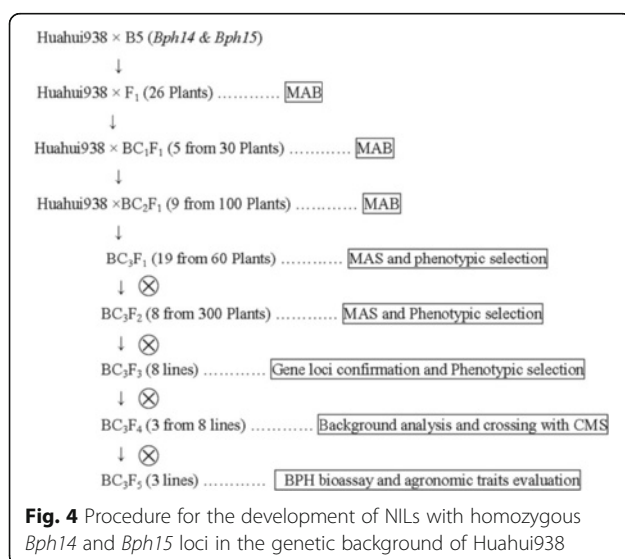 Huahui938 × B5 (Bph14 & Bph15)
↓
Huahui938 × F₁ (26 Plants) ………… MAB
↓
Huahui938 × BC₁F₁ (5 from 30 Plants) ………… MAB
↓
Huahui938 ×BC₂F₁ (9 from 100 Plants) ………… MAB
↓
BC₃F₁ (19 from 60 Plants) ………… MAS and phenotypic selection
↓ ⊗
BC₃F₂ (8 from 300 Plants) ………… MAS and Phenotypic selection
↓ ⊗
BC₃F₃ (8 lines) ………… Gene loci confirmation and Phenotypic selection
↓ ⊗
BC₃F₄ (3 from 8 lines) ………… Background analysis and crossing with CMS
↓ ⊗
BC₃F₅ (3 lines) ………… BPH bioassay and agronomic traits evaluation
Fig. 4 Procedure for the development of NILs with homozygous
Bph14 and Bph15 loci in the genetic background of Huahui938